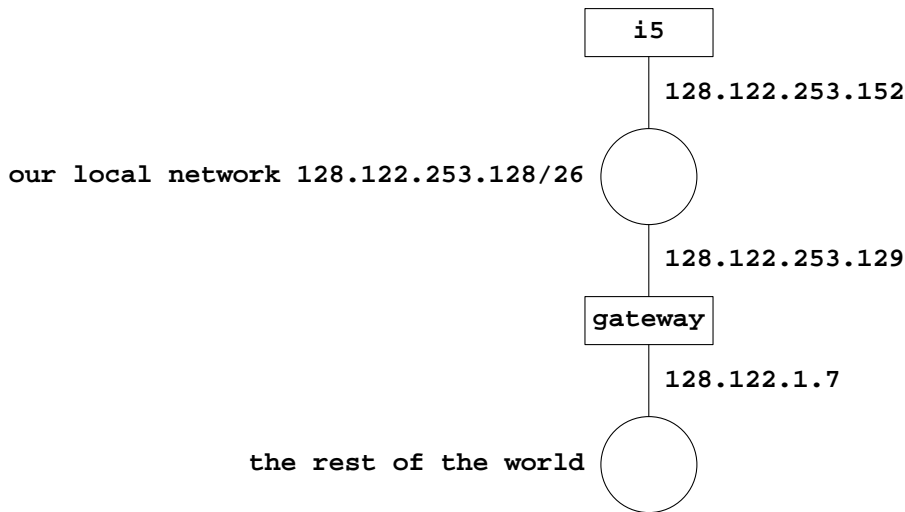 i5
128.122.253.152
our local network 128.122.253.128/26
128.122.253.129
gateway
128.122.1.7
the rest of the world